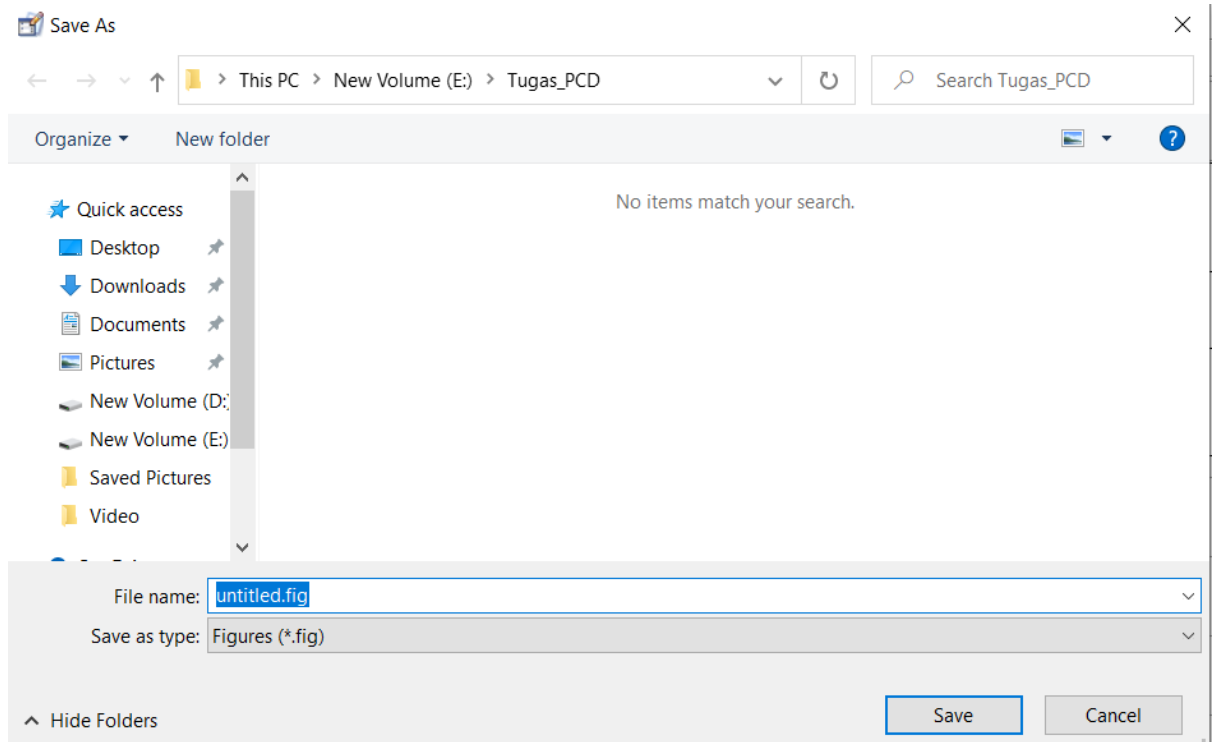 Save As
This PC > New Volume (E:) > Tugas_PCD
Search Tugas_PCD
Organize
New folder
?
Quick access
No items match your search.
Desktop
Downloads
Documents
Pictures
New Volume (D:)
New Volume (E:)
Saved Pictures
Video
File name: untitled.fig
Save as type: Figures (*.fig)
Hide Folders
Save
Cancel